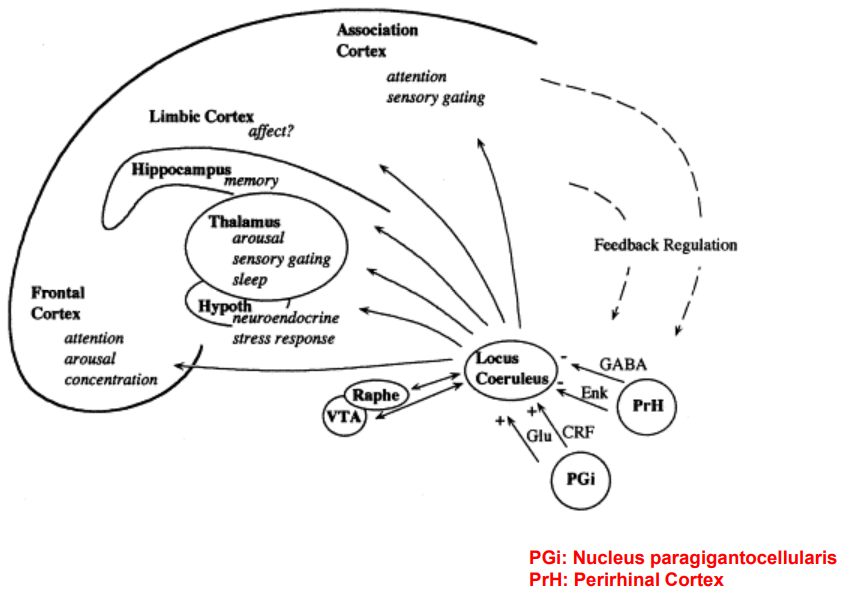 Association
Cortex
attention
sensory gating
Limbic Cortex
affect?
Hippocampus
memory
Thalamus
arousal
sensory gating
sleep
Hypoth
neuroendocrine
stress response
Frontal
Cortex
attention
arousal
concentration
Feedback Regulation
Locus
Coeruleus
-
GABA
-
Enk
PrH
Raphe
VTA
+
Glu
+
CRF
PGi
PGi: Nucleus paragigantocellularis
PrH: Perirhinal Cortex